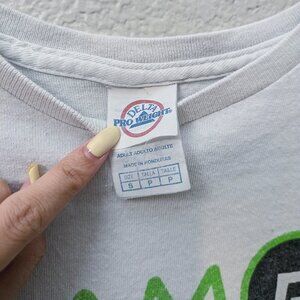 DELTA
PRO WEIGHT®
ADULT ADULTO ADULTE
MADE IN HONDURAS
SIZE TALLA TAILLE
S P P